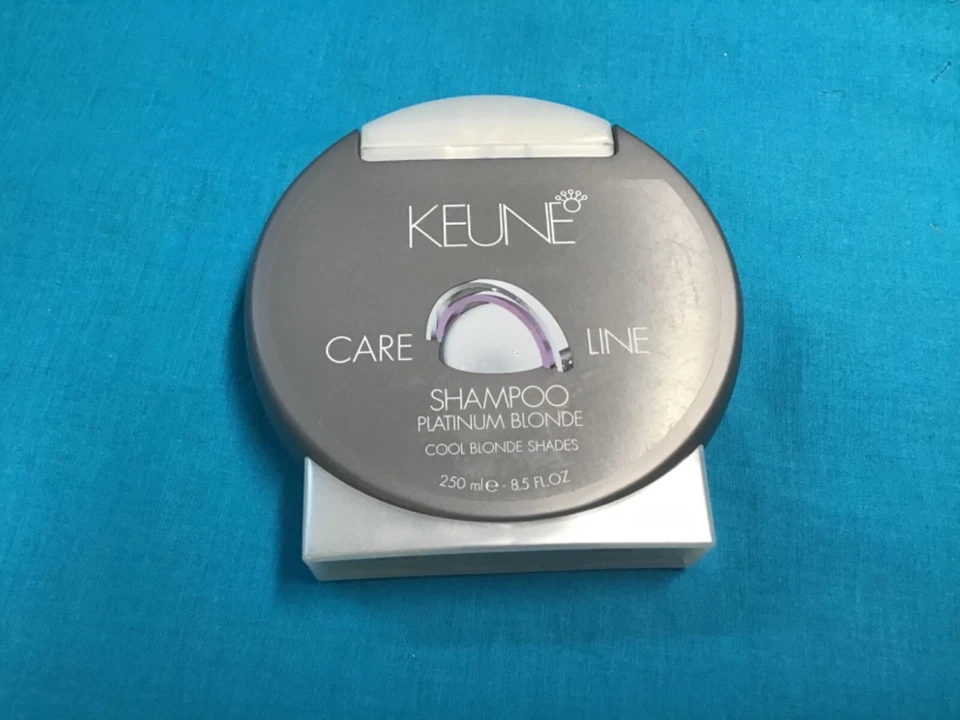 KEUNE
CARE LINE
SHAMPOO
PLATINUM BLONDE
COOL BLONDE SHADES
250 ml ℮ - 8.5 FL.OZ